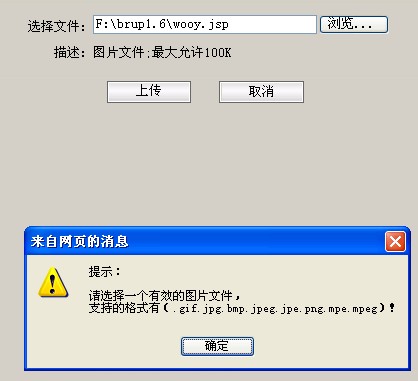 选择文件：F:\brup1.6\wooy.jsp 浏览...
描述：图片文件;最大允许100K
上传 取消
来自网页的消息
提示：
请选择一个有效的图片文件，
支持的格式有（.gif.jpg.bmp.jpeg.jpe.png.mpe.mpeg）！
确定